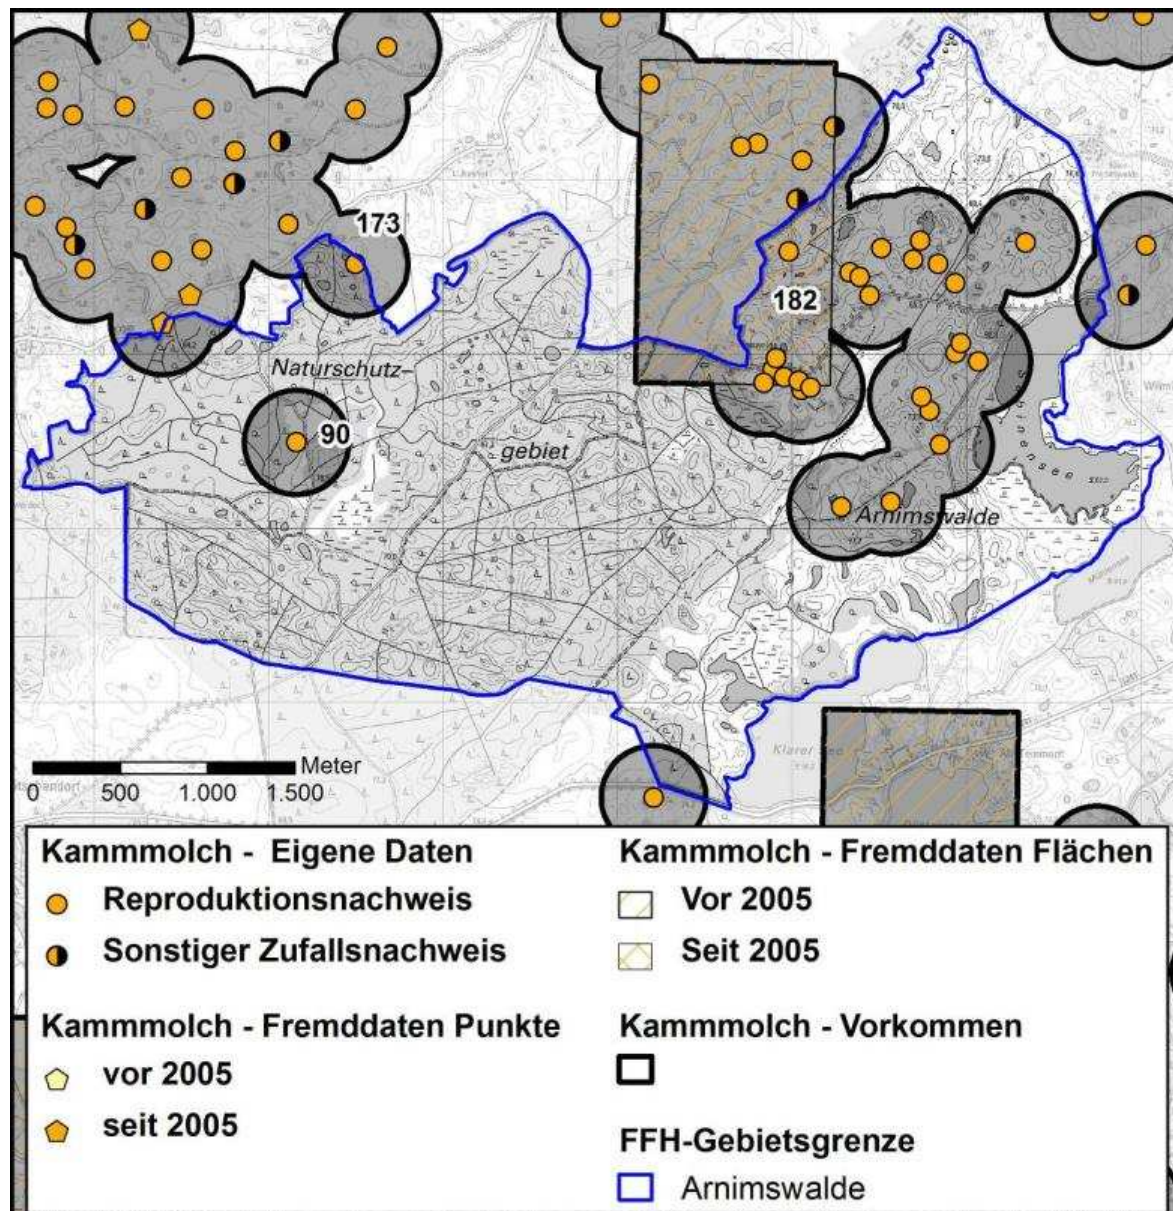 173
182
Naturschutz-
90
gebiet
Arnimswalde
Klarer See
Meter
0 500 1.000 1.500
Kammmolch - Eigene Daten
Reproduktionsnachweis
Sonstiger Zufallsnachweis
Kammmolch - Fremddaten Punkte
vor 2005
seit 2005
Kammmolch - Fremddaten Flächen
Vor 2005
Seit 2005
Kammmolch - Vorkommen
FFH-Gebietsgrenze
Arnimswalde